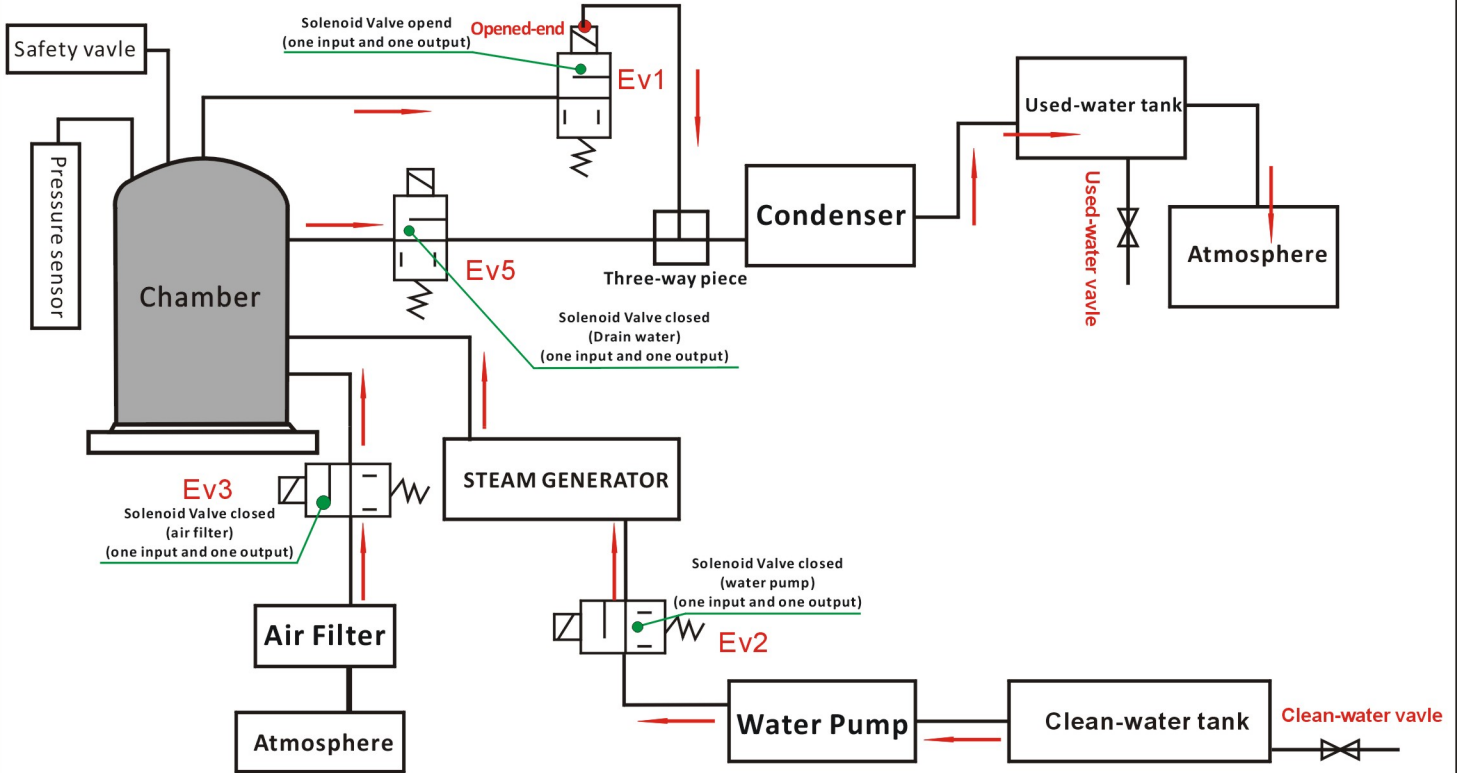 Solenoid Valve opend
(one input and one output)
Opened-end
Safety vavle
Ev1
Used-water tank
Pressure sensor
Used-water vavle
Condenser
Atmosphere
Ev5
Three-way piece
Chamber
Solenoid Valve closed
(Drain water)
(one input and one output)
STEAM GENERATOR
Ev3
Solenoid Valve closed
(air filter)
(one input and one output)
Solenoid Valve closed
(water pump)
(one input and one output)
Ev2
Air Filter
Atmosphere
Water Pump
Clean-water tank
Clean-water vavle